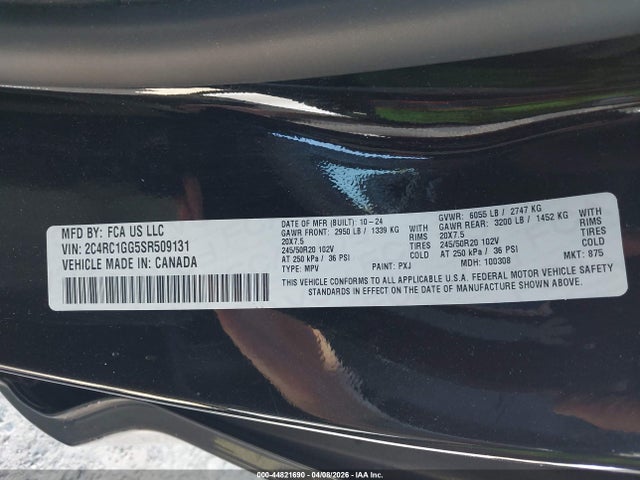 MFD BY: FCA US LLC
VIN: 2C4RC1GG5SR509131
VEHICLE MADE IN: CANADA
DATE OF MFR (BUILT): 10-24
GAWR FRONT: 2950 LB / 1339 KG
WITH
20X7.5
RIMS
245/50R20 102V
TIRES
AT 250 kPa / 36 PSI
COLD
TYPE: MPV
PAINT: PXJ
GVWR: 6055 LB / 2747 KG
GAWR REAR: 3200 LB / 1452 KG
WITH
20X7.5
RIMS
245/50R20 102V
TIRES
AT 250 kPa / 36 PSI
COLD
MDH: 100308
MKT: 875
THIS VEHICLE CONFORMS TO ALL APPLICABLE U.S.A. FEDERAL MOTOR VEHICLE SAFETY
STANDARDS IN EFFECT ON THE DATE OF MANUFACTURE SHOWN ABOVE.
000-44821690 - 04/08/2026 - IAA Inc.